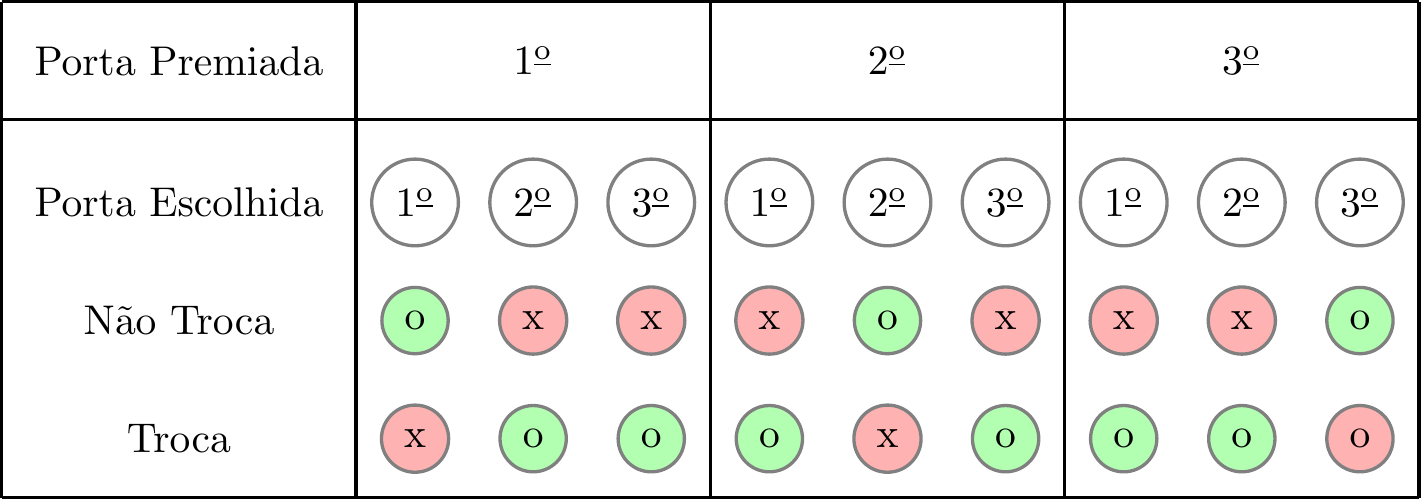 Porta Premiada 1º 2º 3º
Porta Escolhida 1º 2º 3º 1º 2º 3º 1º 2º 3º
Não Troca o x x x o x x x o
Troca x o o o x o o o o